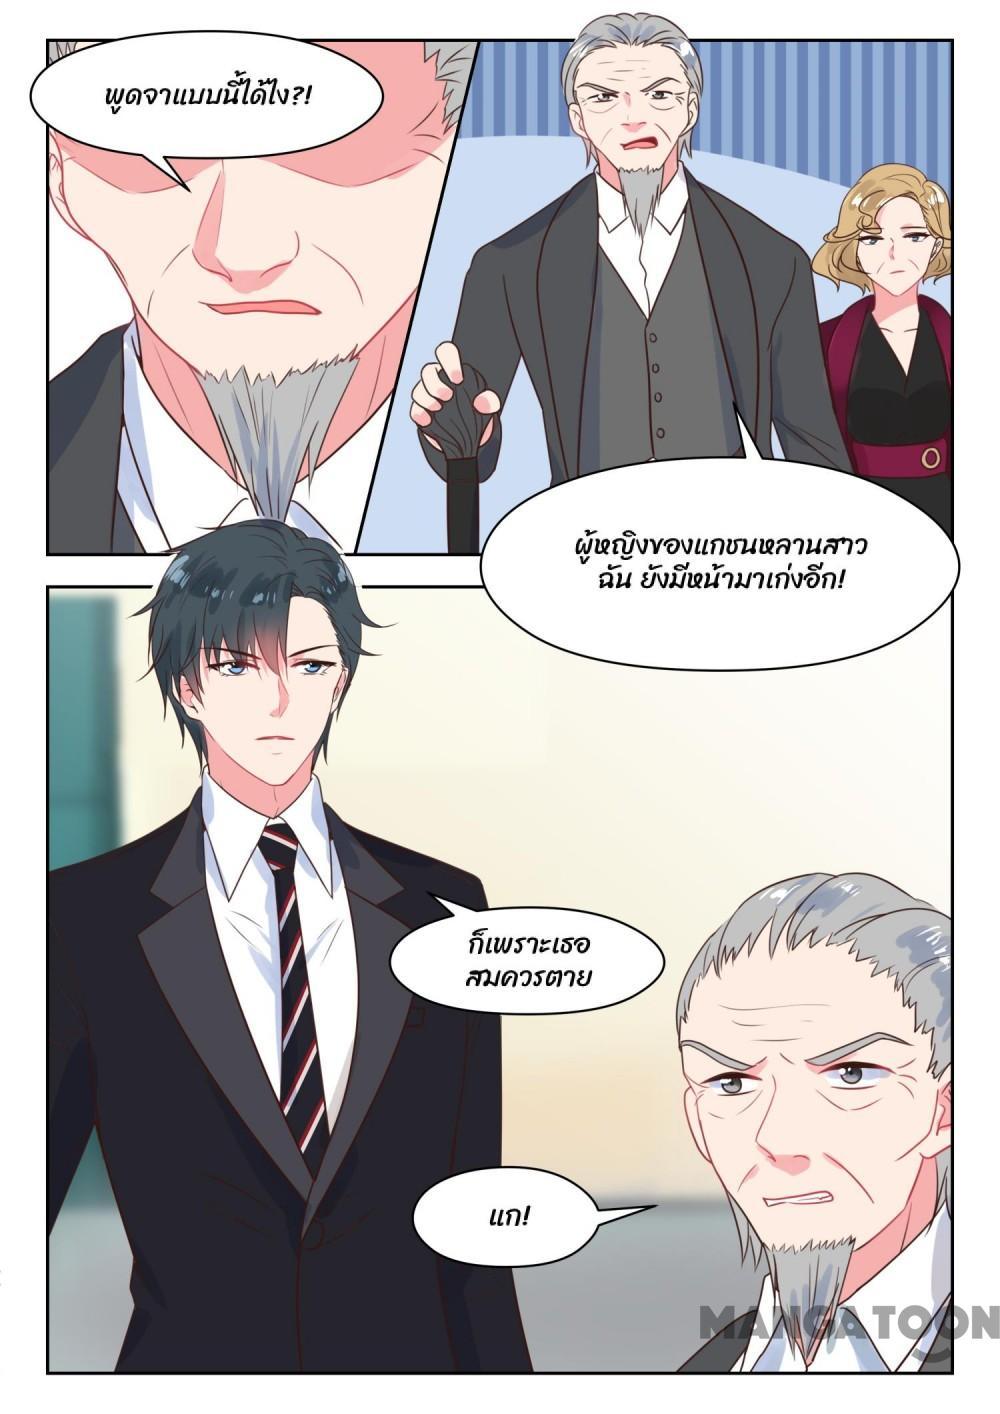 พูดจาแบบนี้ได้ไง?!
ผู้หญิงของแกชนหลานสาว
ฉัน ยังมีหน้ามาเก่งอีก!
ก็เพราะเธอ
สมควรตาย
แก!
MANGATOON